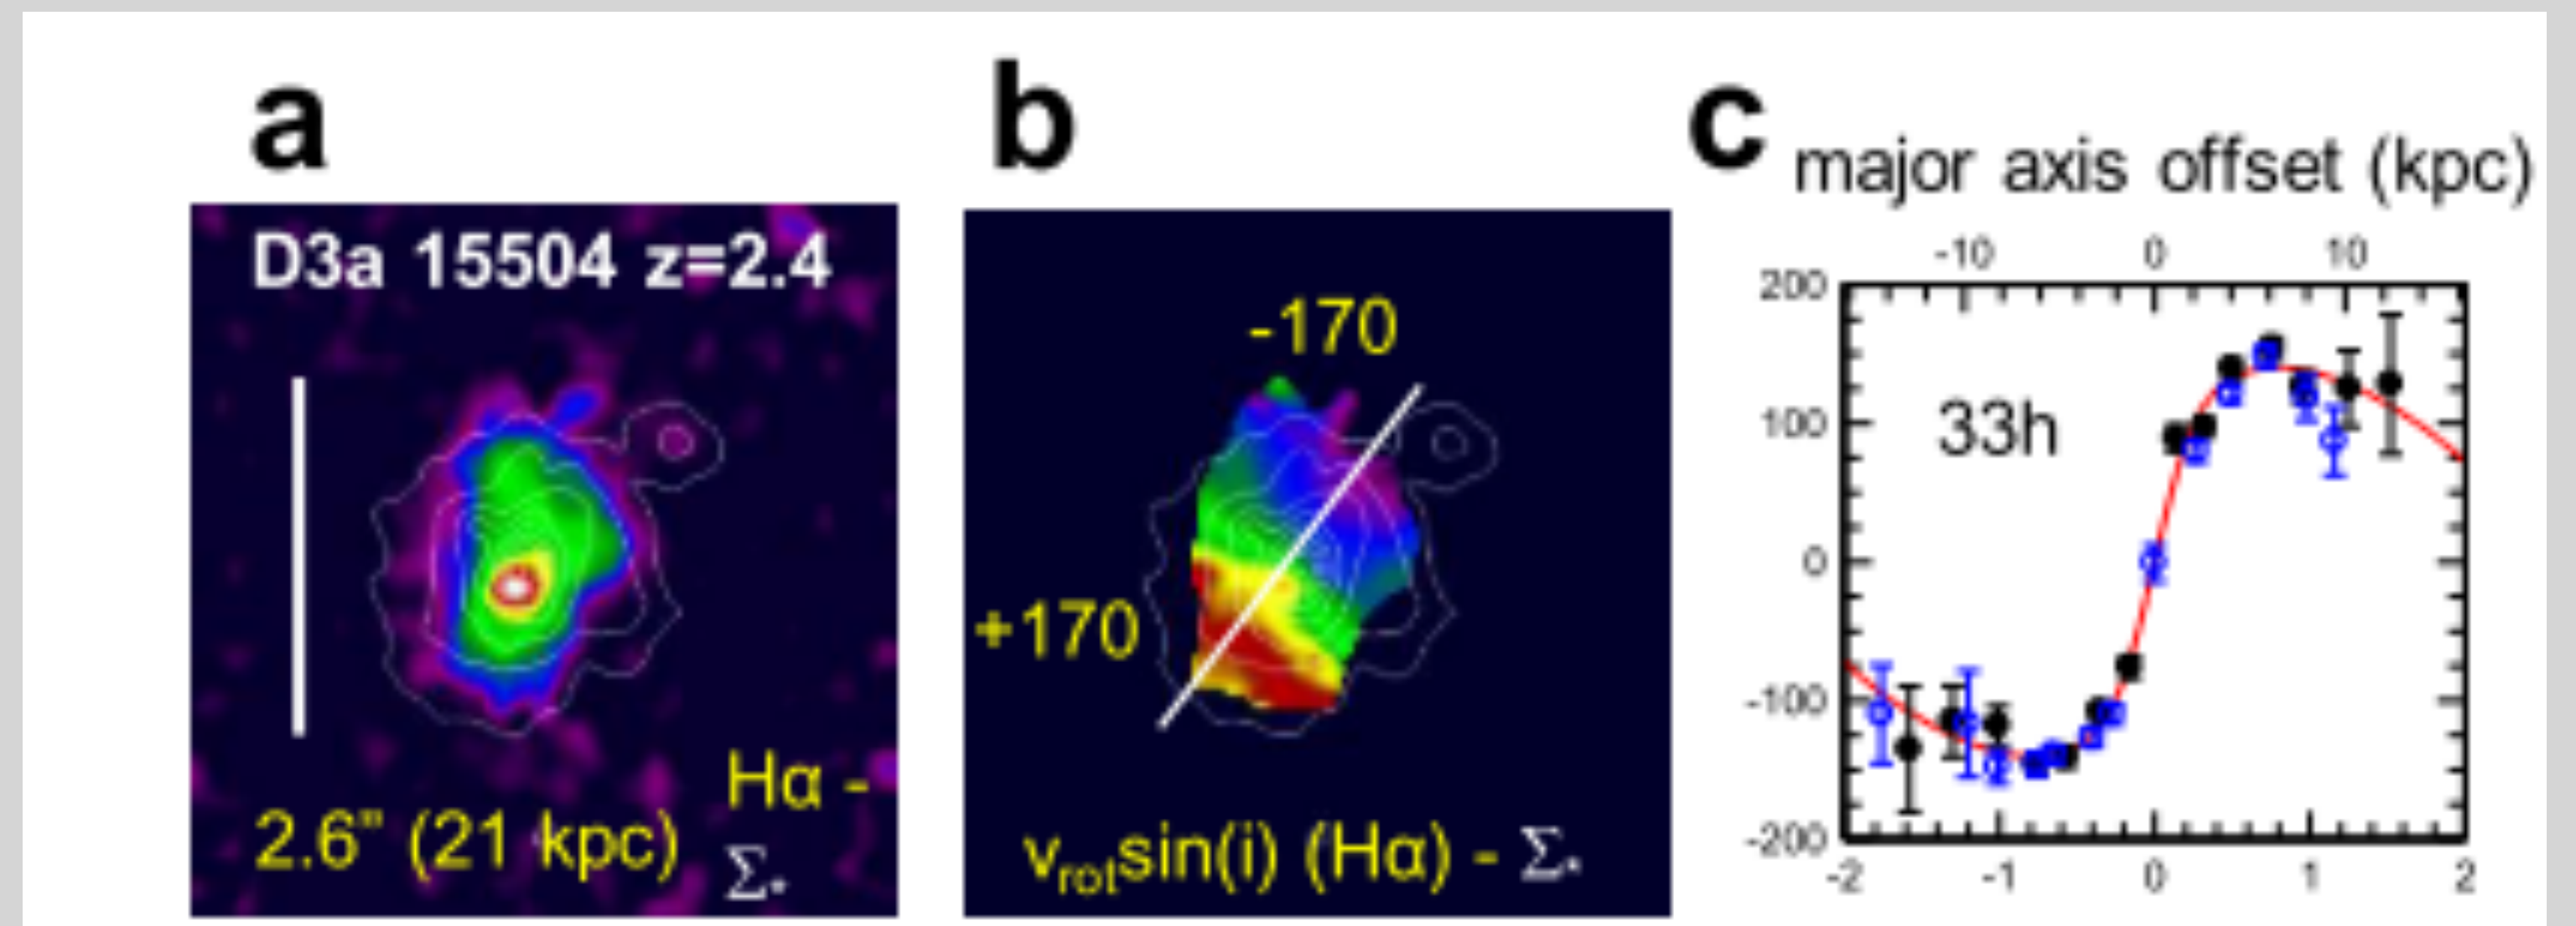 a
D3a 15504 z=2.4
Hα -
2.6" (21 kpc)
Σ*
b
-170
+170
vrotsin(i) (Hα) - Σ*
c
major axis offset (kpc)
-10 0 10
200
100
0
-100
-200
33h
-2 -1 0 1 2